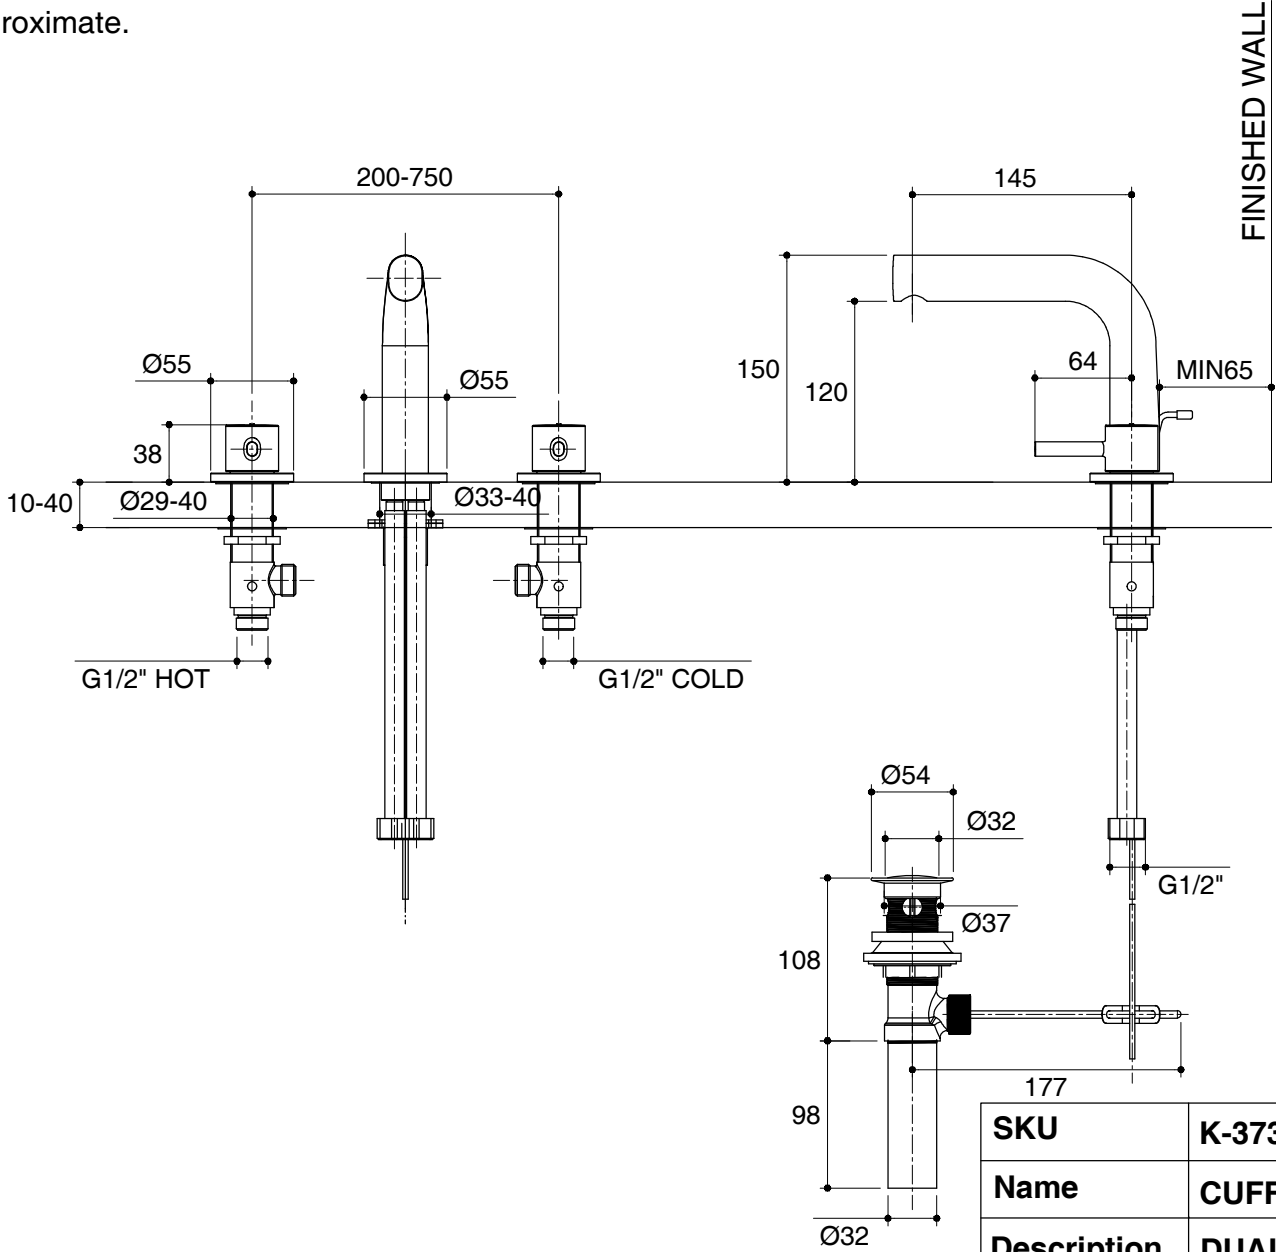 roximate.
FINISHED WALL
200-750
145
Ø55
Ø55
150
64
MIN65
120
38
10-40
Ø29-40
Ø33-40
G1/2" HOT
G1/2" COLD
Ø54
Ø32
G1/2"
Ø37
108
177
98
SKU
Name
Description
Ø32